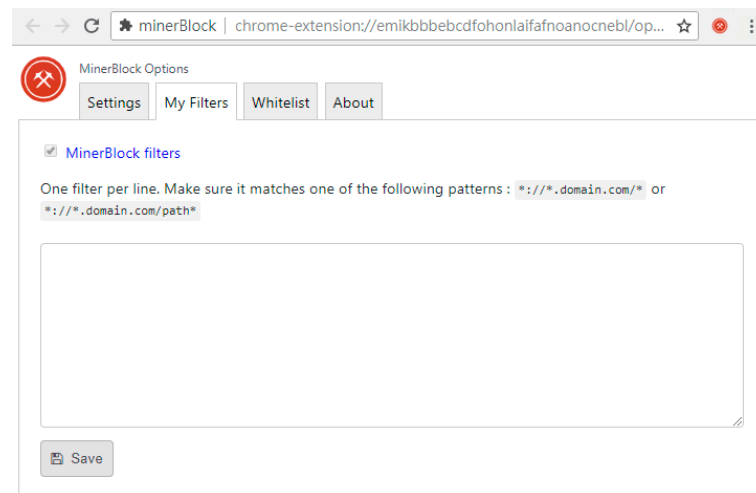 minerBlock | chrome-extension://emikbbbebcdfohonlaifafnoanocnebl/op...
MinerBlock Options
Settings My Filters Whitelist About
MinerBlock filters
One filter per line. Make sure it matches one of the following patterns : *://*.domain.com/* or
*://*.domain.com/path*
Save